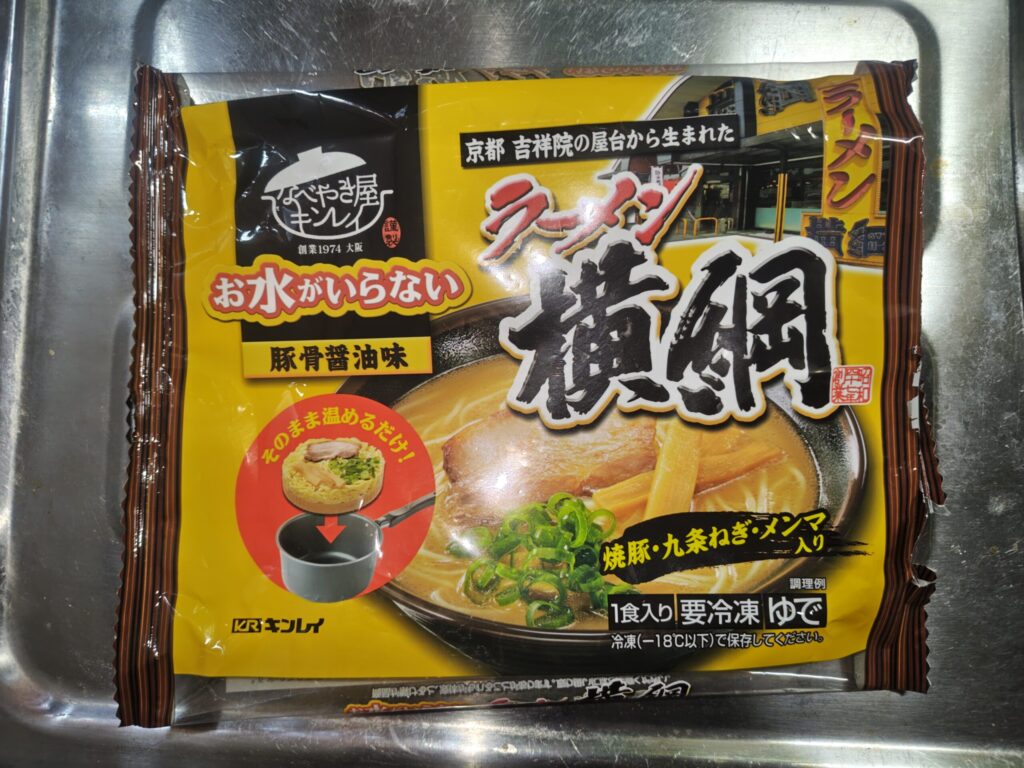 なべやき屋
キンレイ
謹製
創業1974 大阪
お水がいらない
豚骨醤油味
そのまま温めるだけ!
京都 吉祥院の屋台から生まれた
ラーメン
横綱
ラーメン
焼豚・九条ねぎ・メンマ
入り
調理例
1食入り 要冷凍 ゆで
冷凍(-18℃以下)で保存してください。
KR キンレイ
横綱